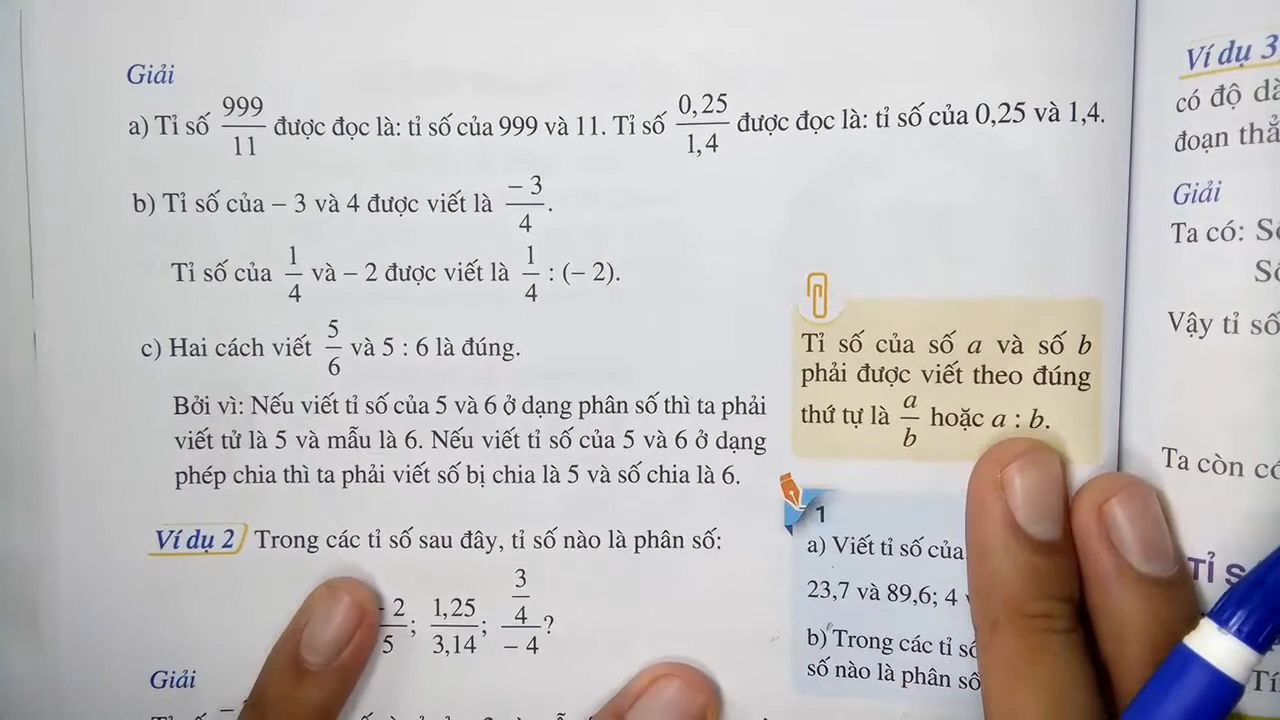 Giải
a) Tỉ số 999/11 được đọc là: tỉ số của 999 và 11. Tỉ số 0,25/1,4 được đọc là: tỉ số của 0,25 và 1,4.
b) Tỉ số của – 3 và 4 được viết là – 3/4.
Tỉ số của 1/4 và – 2 được viết là 1/4 : (– 2).
c) Hai cách viết 5/6 và 5 : 6 là đúng.
Bởi vì: Nếu viết tỉ số của 5 và 6 ở dạng phân số thì ta phải
viết tử là 5 và mẫu là 6. Nếu viết tỉ số của 5 và 6 ở dạng
phép chia thì ta phải viết số bị chia là 5 và số chia là 6.
Tỉ số của số a và số b
phải được viết theo đúng
thứ tự là a/b hoặc a : b.
Ví dụ 2 Trong các tỉ số sau đây, tỉ số nào là phân số:
– 2/5; 1,25/3,14; 3/4/– 4?
Giải
1
a) Viết tỉ số của
23,7 và 89,6; 4
b) Trong các tỉ số
số nào là phân số
Ví dụ 3
có độ dà
đoạn thẳ
Giải
Ta có: Số
Số
Vậy tỉ số
Ta còn có
TỈ S